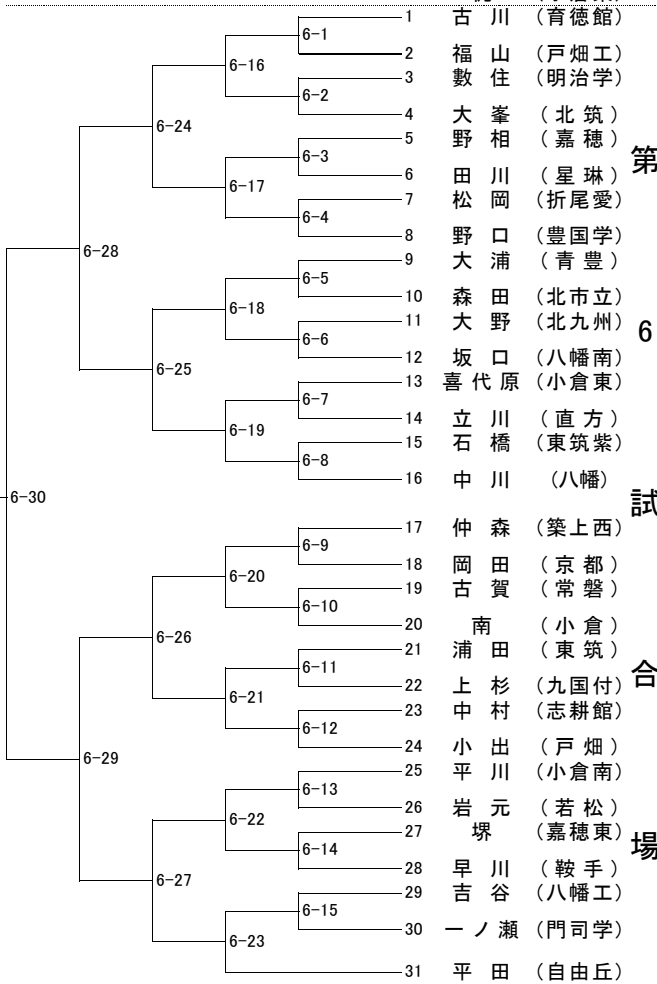 1 古川 （育徳館）
6-1
2 福山 （戸畑工）
6-16
3 數住 （明治学）
6-2
4 大峯 （北筑）
6-24
5 野相 （嘉穂）
6-3
6 田川 （星琳）
6-17
7 松岡 （折尾愛）
6-4
8 野口 （豊国学）
6-28
9 大浦 （青豊）
6-5
10 森田 （北市立）
6-18
11 大野 （北九州）
6-6
12 坂口 （八幡南）
6-25
13 喜代原 （小倉東）
6-7
14 立川 （直方）
6-19
15 石橋 （東筑紫）
6-8
16 中川 （八幡）
6-30
17 仲森 （築上西）
6-9
18 岡田 （京都）
6-20
19 古賀 （常磐）
6-10
20 南 （小倉）
6-26
21 浦田 （東筑）
6-11
22 上杉 （九国付）
6-21
23 中村 （志耕館）
6-12
24 小出 （戸畑）
6-29
25 平川 （小倉南）
6-13
26 岩元 （若松）
6-22
27 堺 （嘉穂東）
6-14
28 早川 （鞍手）
6-27
29 吉谷 （八幡工）
6-15
30 一ノ瀬 （門司学）
6-23
31 平田 （自由丘）
第6試合場